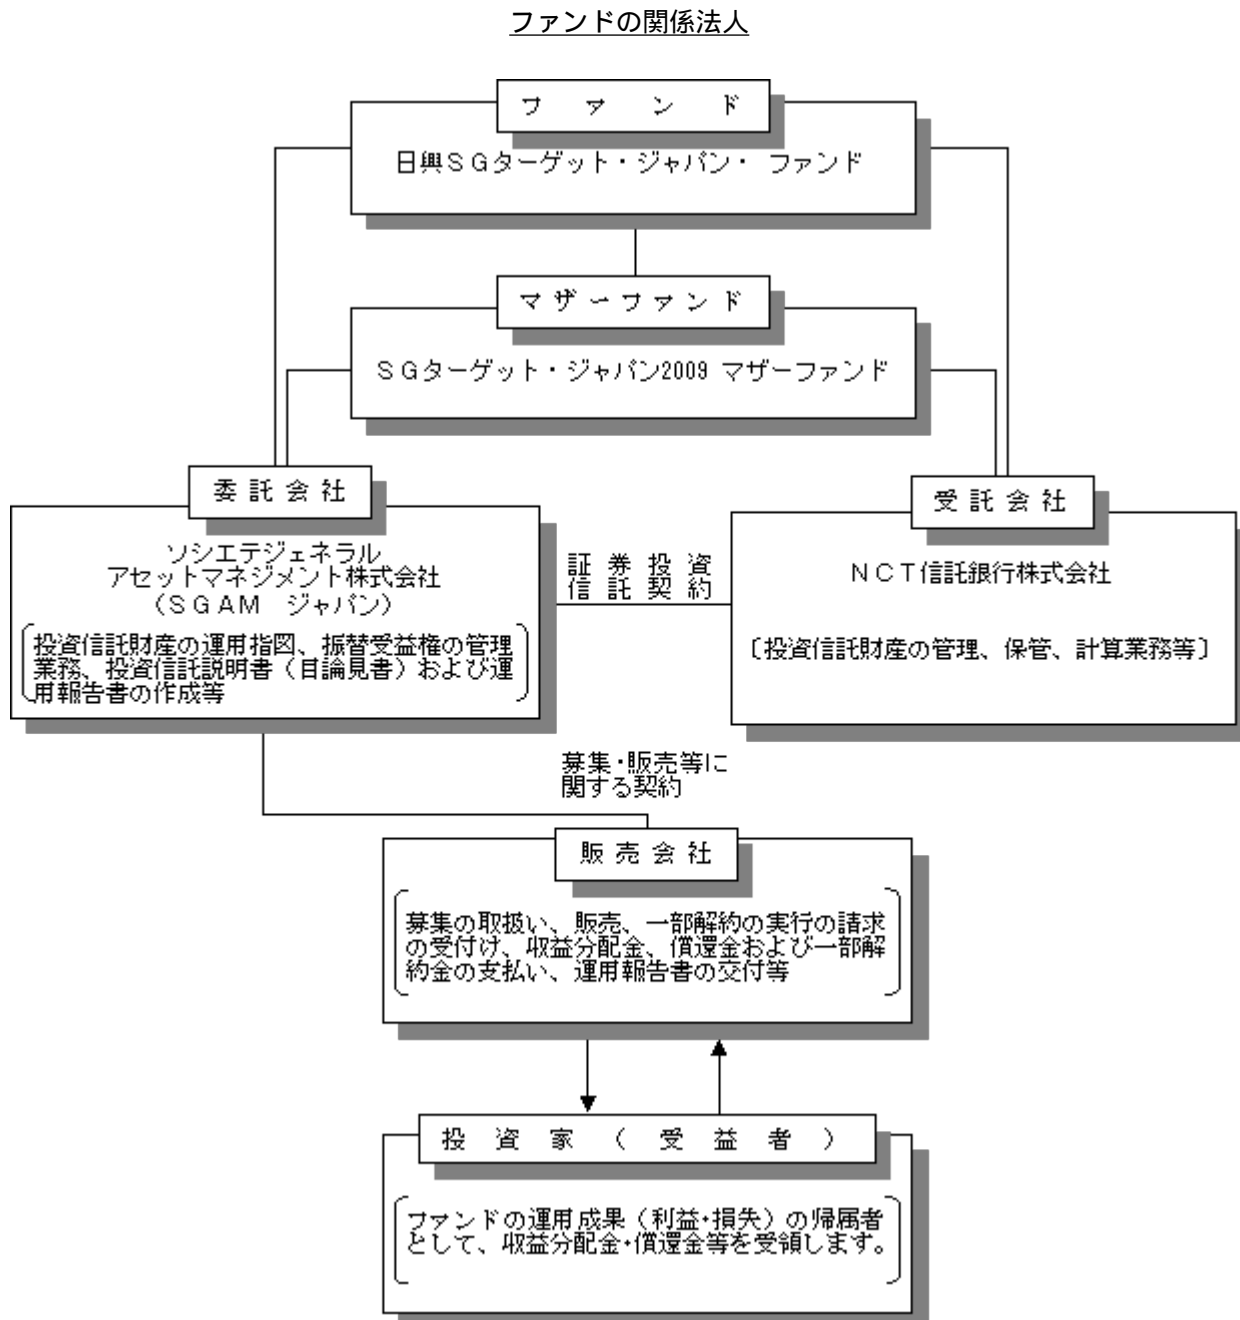 ファンドの関係法人
ファンド
日興ＳＧターゲット・ジャパン・ファンド
マザーファンド
ＳＧターゲット・ジャパン2009 マザーファンド
委託会社
ソシエテジェネラル
アセットマネジメント株式会社
（ＳＧＡＭ　ジャパン）
投資信託財産の運用指図、振替受益権の管理
業務、投資信託説明書（目論見書）および運
用報告書の作成等
証券投資
信託契約
受託会社
ＮＣＴ信託銀行株式会社
〔投資信託財産の管理、保管、計算業務等〕
募集・販売等に
関する契約
販売会社
募集の取扱い、販売、一部解約の実行の請求
の受付け、収益分配金、償還金および一部解
約金の支払い、運用報告書の交付等
投資家（受益者）
ファンドの運用成果（利益・損失）の帰属者
として、収益分配金・償還金等を受領します。